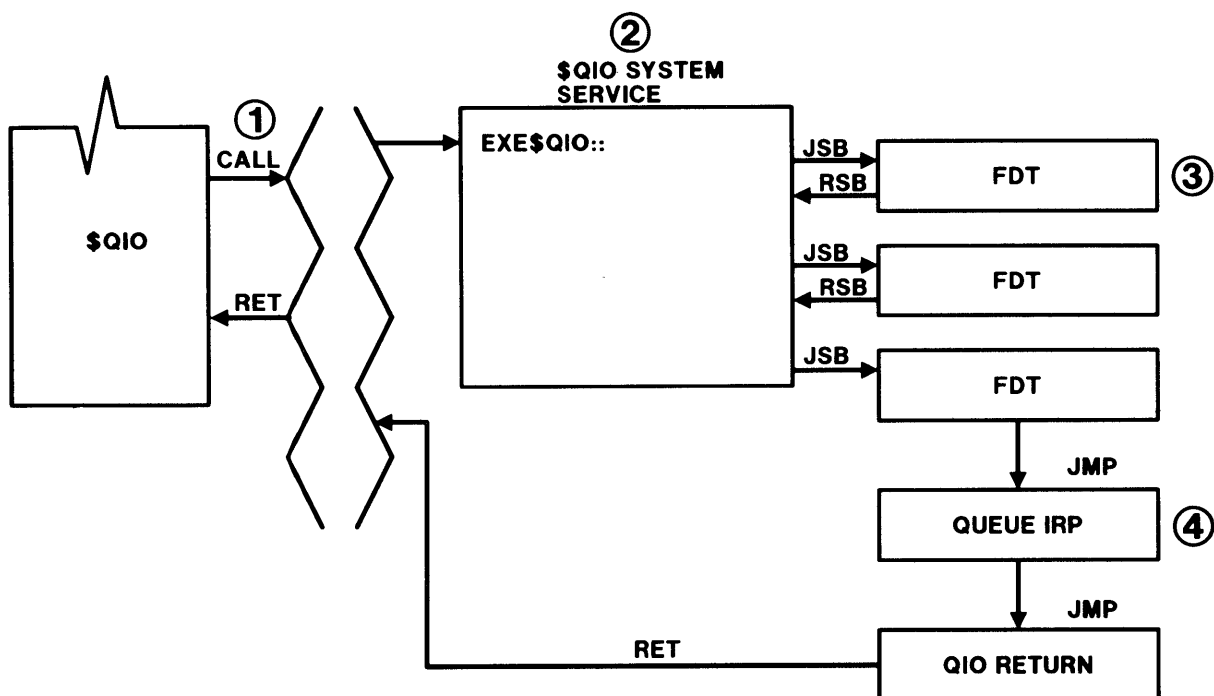 ②
$QIO SYSTEM
SERVICE
①
CALL
EXE$QIO::
JSB
RSB
FDT
③
$QIO
JSB
RSB
FDT
RET
JSB
FDT
JMP
QUEUE IRP
④
JMP
RET
QIO RETURN